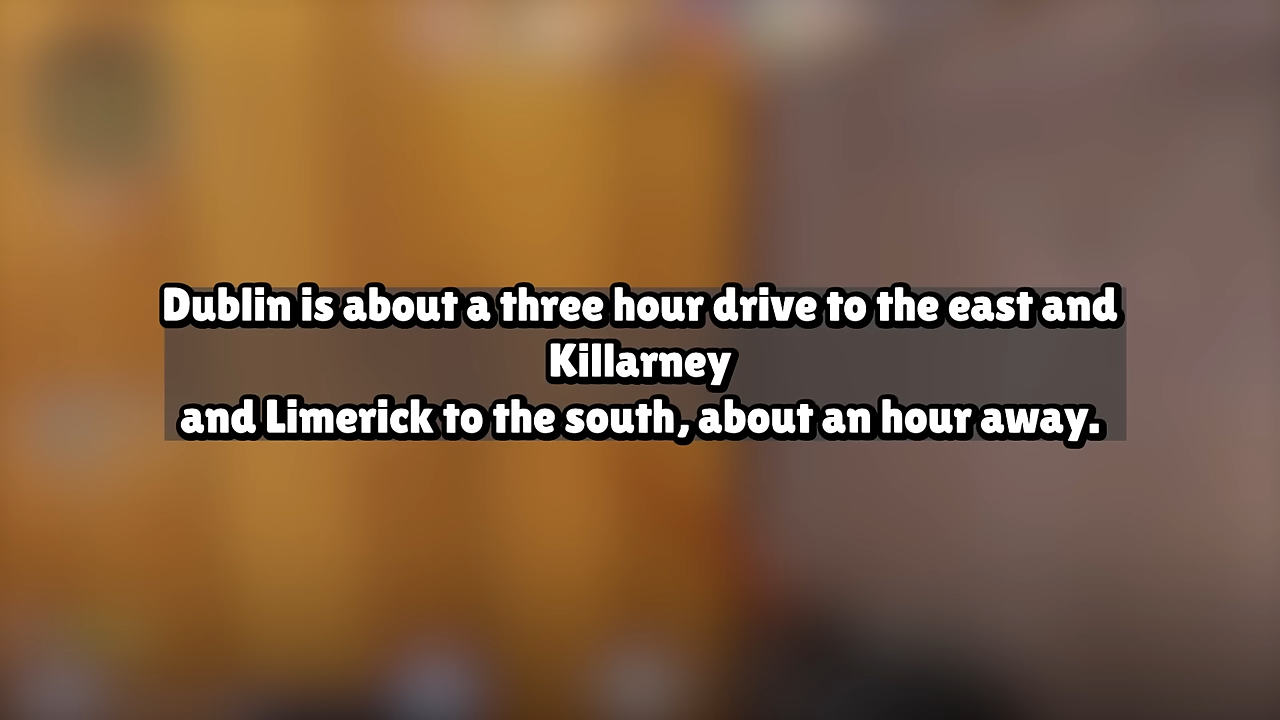 Dublin is about a three hour drive to the east and
Killarney
and Limerick to the south, about an hour away.